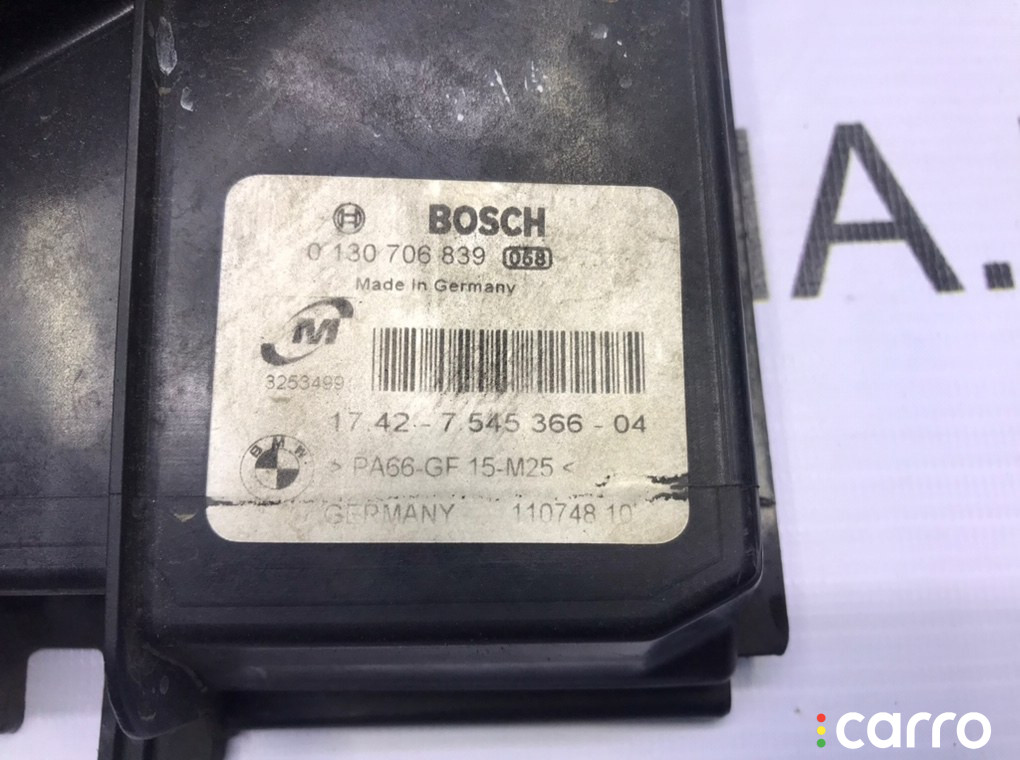 BOSCH
0 130 706 839 058
Made in Germany
M
3253499
17 42 - 7 545 366 - 04
BMW
> PA66-GF 15-M25 <
GERMANY 110748 10
A.
carro